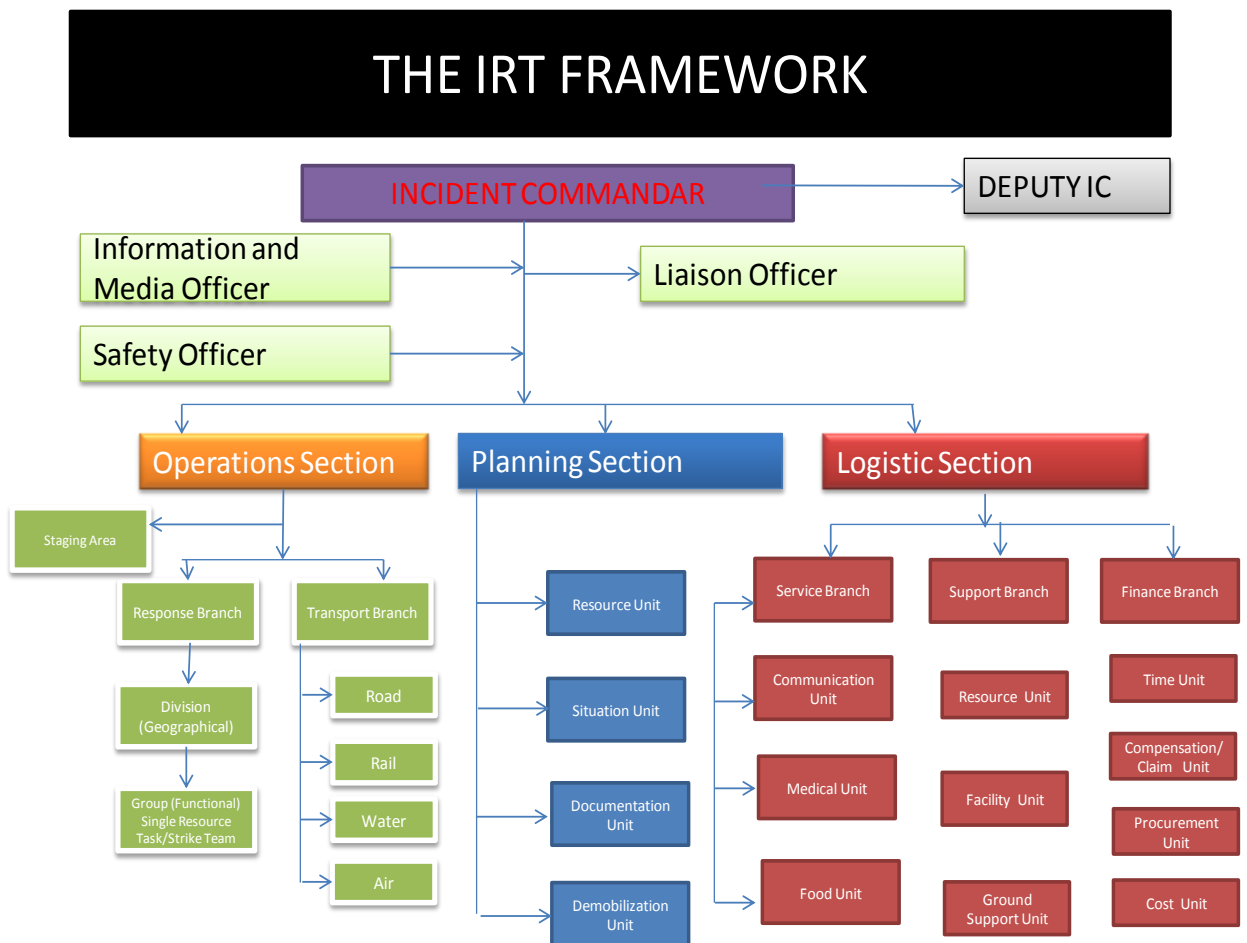 THE IRT FRAMEWORK
INCIDENT COMMANDAR
DEPUTY IC
Information and
Media Officer
Liaison Officer
Safety Officer
Operations Section
Planning Section
Logistic Section
Staging Area
Response Branch
Transport Branch
Division
(Geographical)
Group (Functional)
Single Resource
Task/Strike Team
Road
Rail
Water
Air
Resource Unit
Situation Unit
Documentation
Unit
Demobilization
Unit
Service Branch
Communication
Unit
Medical Unit
Food Unit
Support Branch
Resource Unit
Facility Unit
Ground
Support Unit
Finance Branch
Time Unit
Compensation/
Claim Unit
Procurement
Unit
Cost Unit